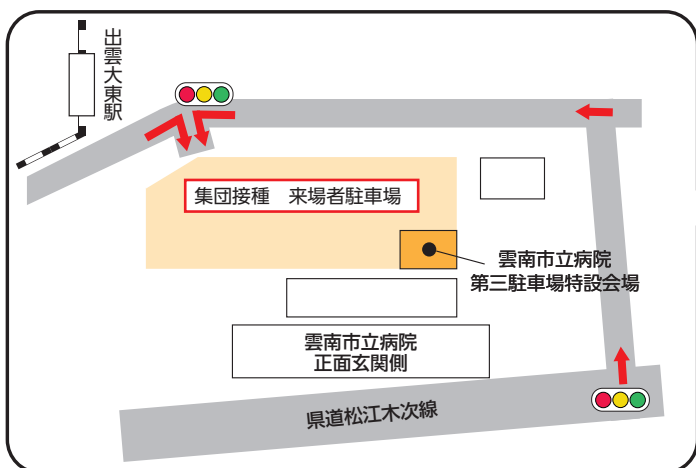 出雲大東駅
集団接種　来場者駐車場
雲南市立病院
第三駐車場特設会場
雲南市立病院
正面玄関側
県道松江木次線